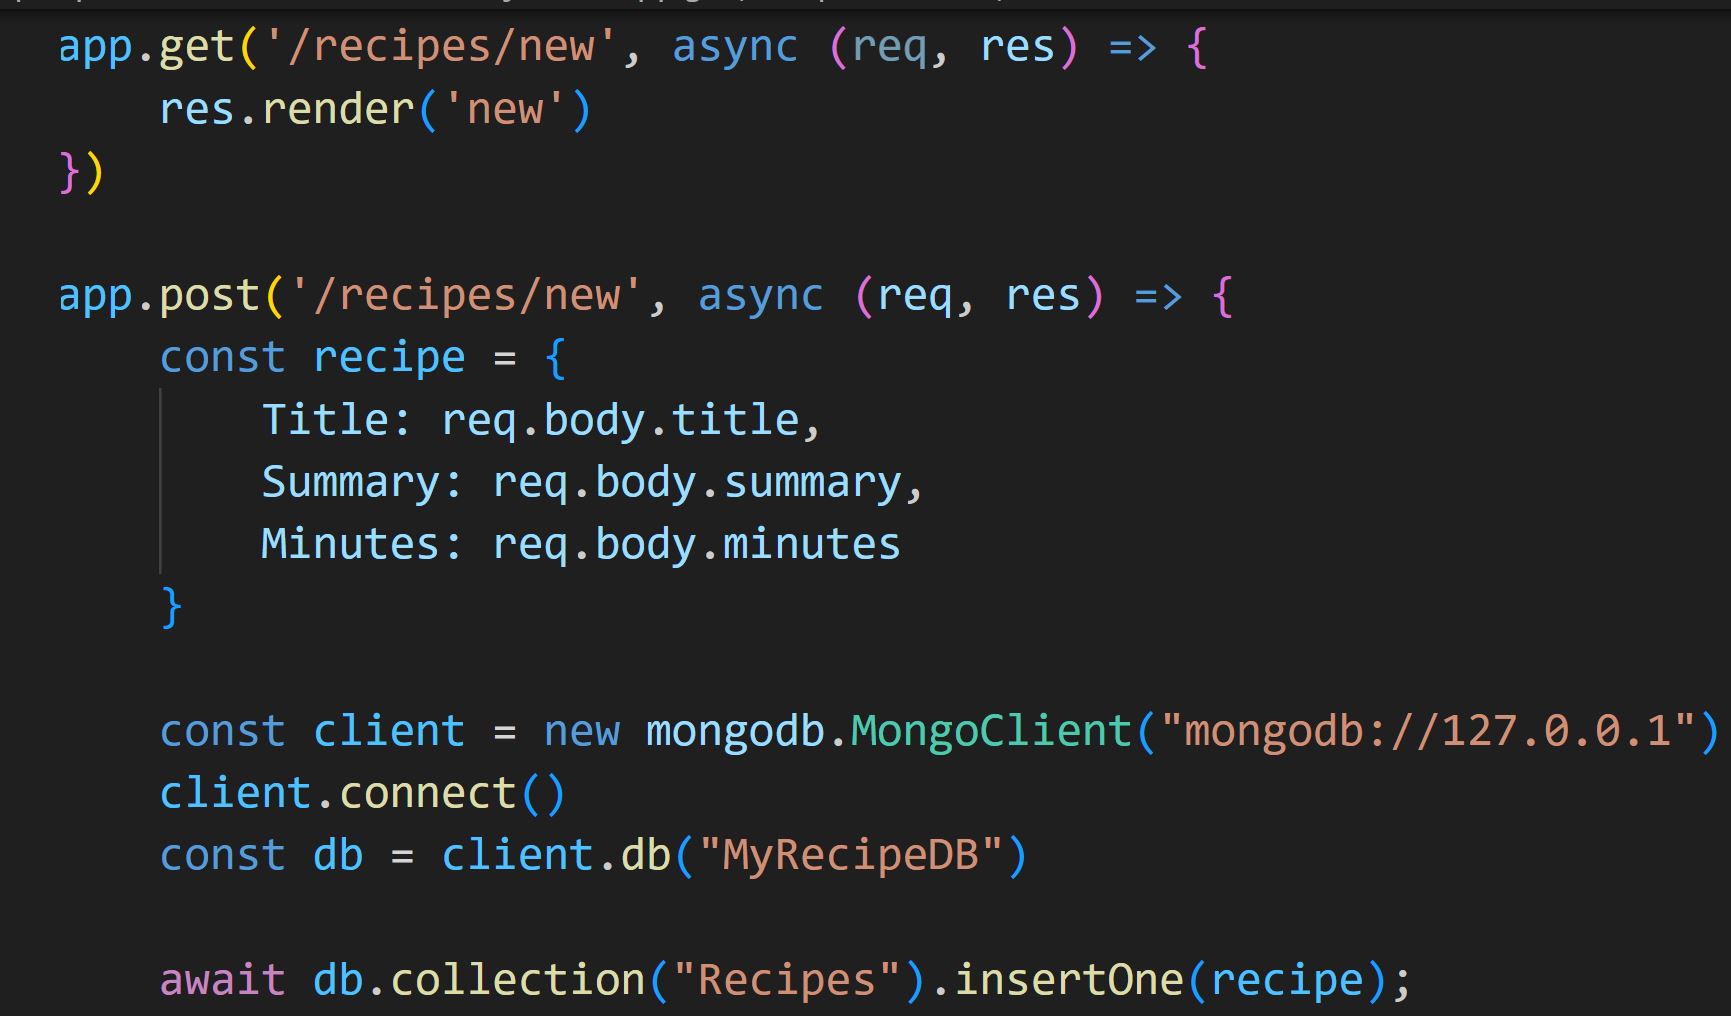 app.get('/recipes/new', async (req, res) => {
    res.render('new')
})

app.post('/recipes/new', async (req, res) => {
    const recipe = {
        Title: req.body.title,
        Summary: req.body.summary,
        Minutes: req.body.minutes
    }

    const client = new mongodb.MongoClient("mongodb://127.0.0.1")
    client.connect()
    const db = client.db("MyRecipeDB")

    await db.collection("Recipes").insertOne(recipe);